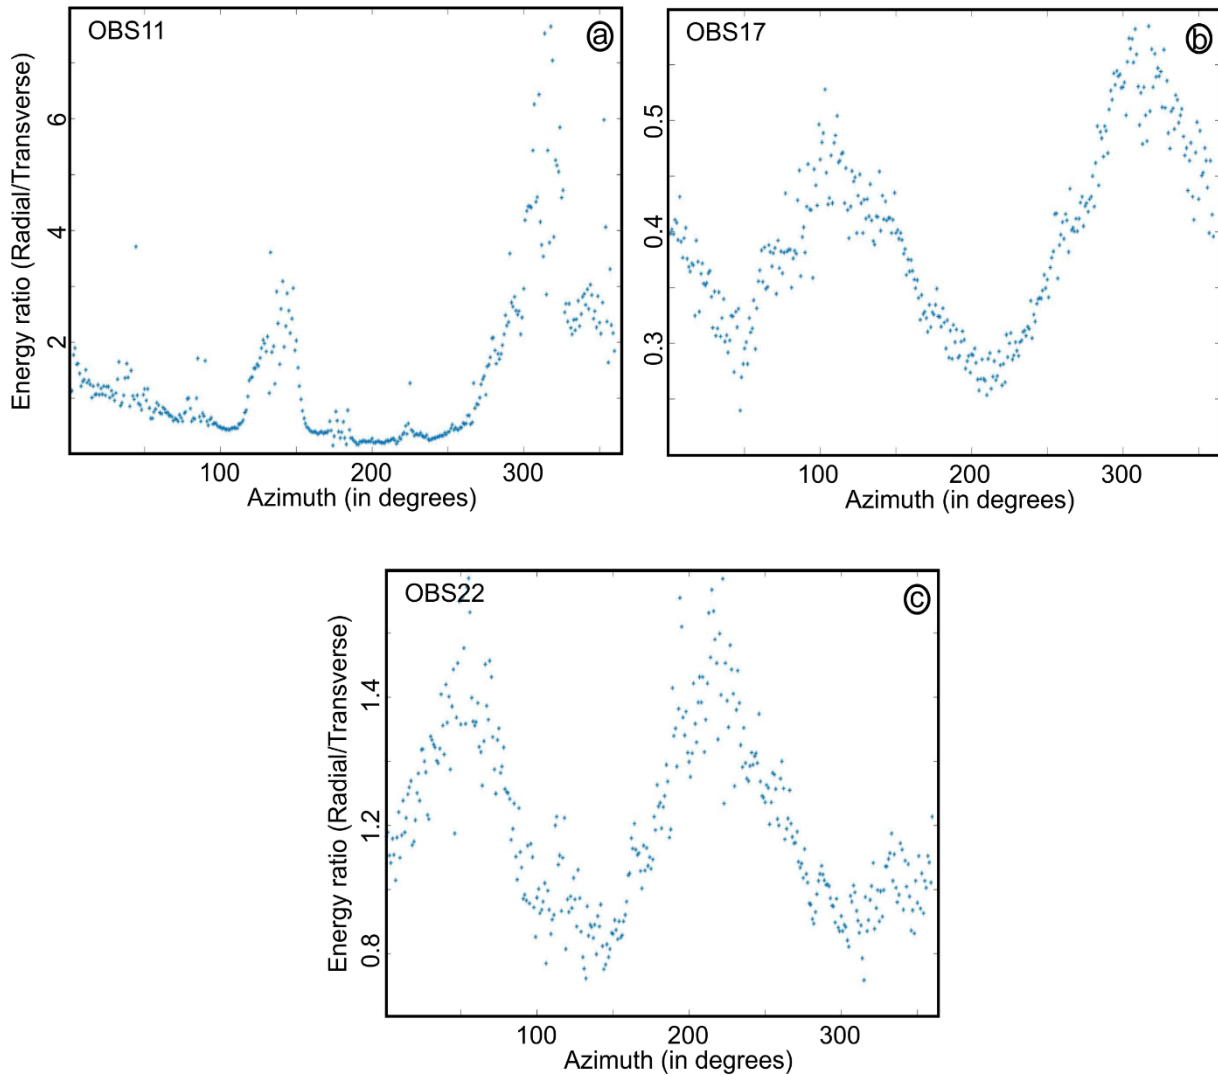 OBS11
a
Energy ratio (Radial/Transverse)
6
4
2
100
200
300
Azimuth (in degrees)
OBS17
b
0.5
0.4
0.3
100
200
300
Azimuth (in degrees)
OBS22
c
Energy ratio (Radial/Transverse)
1.4
1.2
0.8
100
200
300
Azimuth (in degrees)